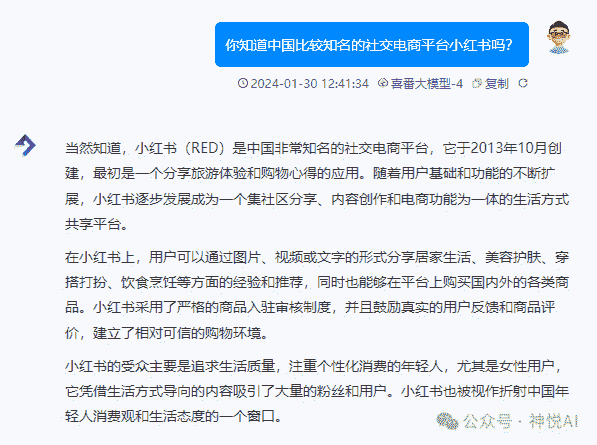 你知道中国比较知名的社交电商平台小红书吗？
2024-01-30 12:41:34 喜番大模型-4 复制
当然知道，小红书（RED）是中国非常知名的社交电商平台，它于2013年10月创
建，最初是一个分享旅游体验和购物心得的应用。随着用户基础和功能的不断扩
展，小红书逐步发展成为一个集社区分享、内容创作和电商功能为一体的生活方式
共享平台。
在小红书上，用户可以通过图片、视频或文字的形式分享居家生活、美容护肤、穿
搭打扮、饮食烹饪等方面的经验和推荐，同时也能够在平台上购买国内外的各类商
品。小红书采用了严格的商品入驻审核制度，并且鼓励真实的用户反馈和商品评
价，建立了相对可信的购物环境。
小红书的受众主要是追求生活质量，注重个性化消费的年轻人，尤其是女性用户，
它凭借生活方式导向的内容吸引了大量的粉丝和用户。小红书也被视作折射中国年
轻人消费观和生活态度的一个窗口。
公众号 · 神悦AI